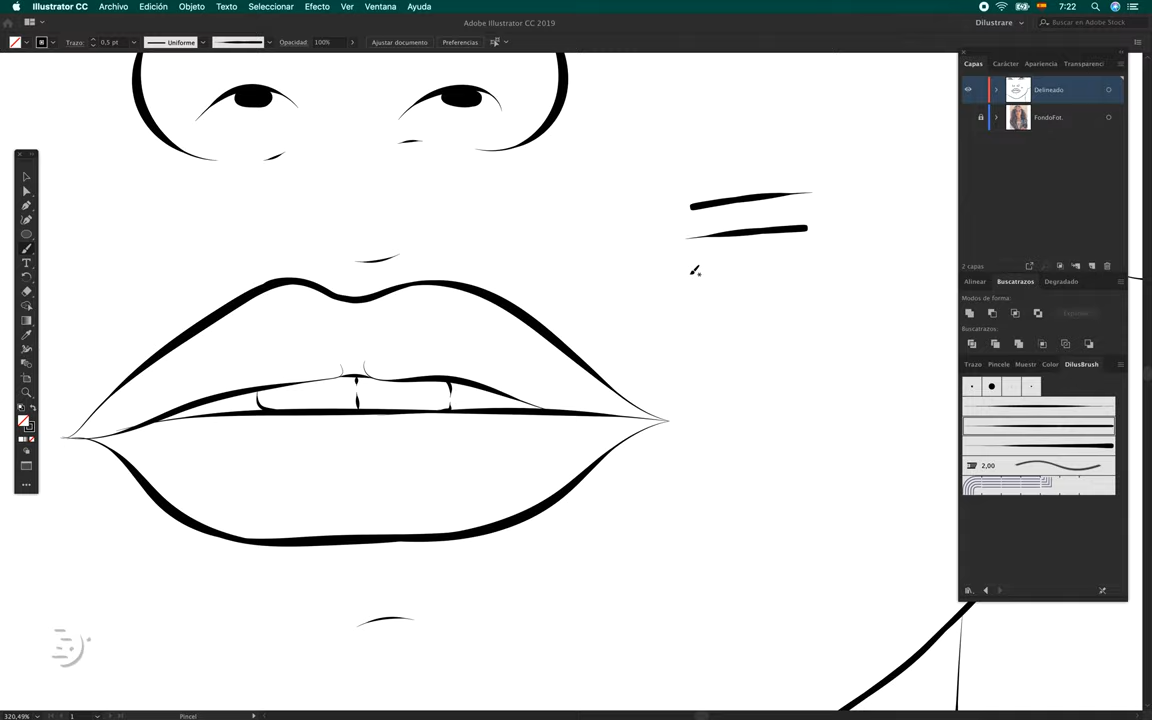 Illustrator CC Archivo Edición Objeto Texto Seleccionar Efecto Ver Ventana Ayuda 7:22
Adobe Illustrator CC 2019 Dilustrare Buscar en Adobe Stock
Trazo: 0,5 pt Uniforme Opacidad: 100% Ajustar documento Preferencias
Capas Carácter Apariencia Transparenci
Delineado
FondoFot.
2 capas
Alinear Buscatrazos Degradado
Modos de forma:
Buscatrazos:
Trazo Pincele Muestr Color DilusBrush
2,00
320,49% 1 Pincel